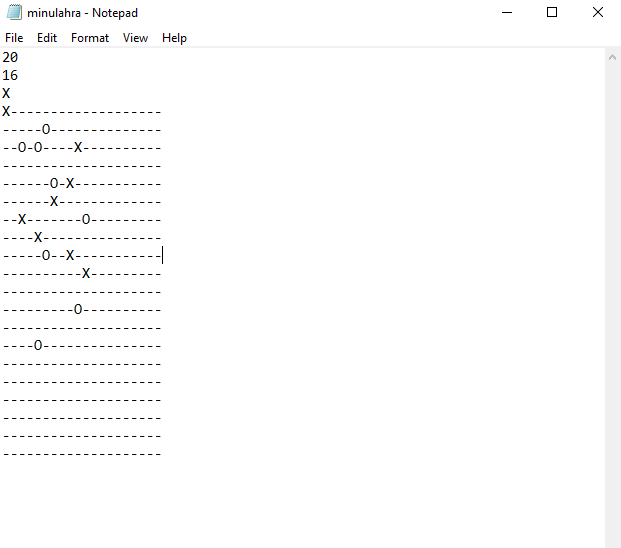 minulahra - Notepad
File Edit Format View Help
20
16
X
X-------------------
-----O--------------
--O-O----X----------
--------------------
------O-X-----------
------X-------------
--X-------O---------
----X---------------
-----O--X-----------
----------X---------
--------------------
---------O----------
--------------------
----O---------------
--------------------
--------------------
--------------------
--------------------
--------------------
--------------------